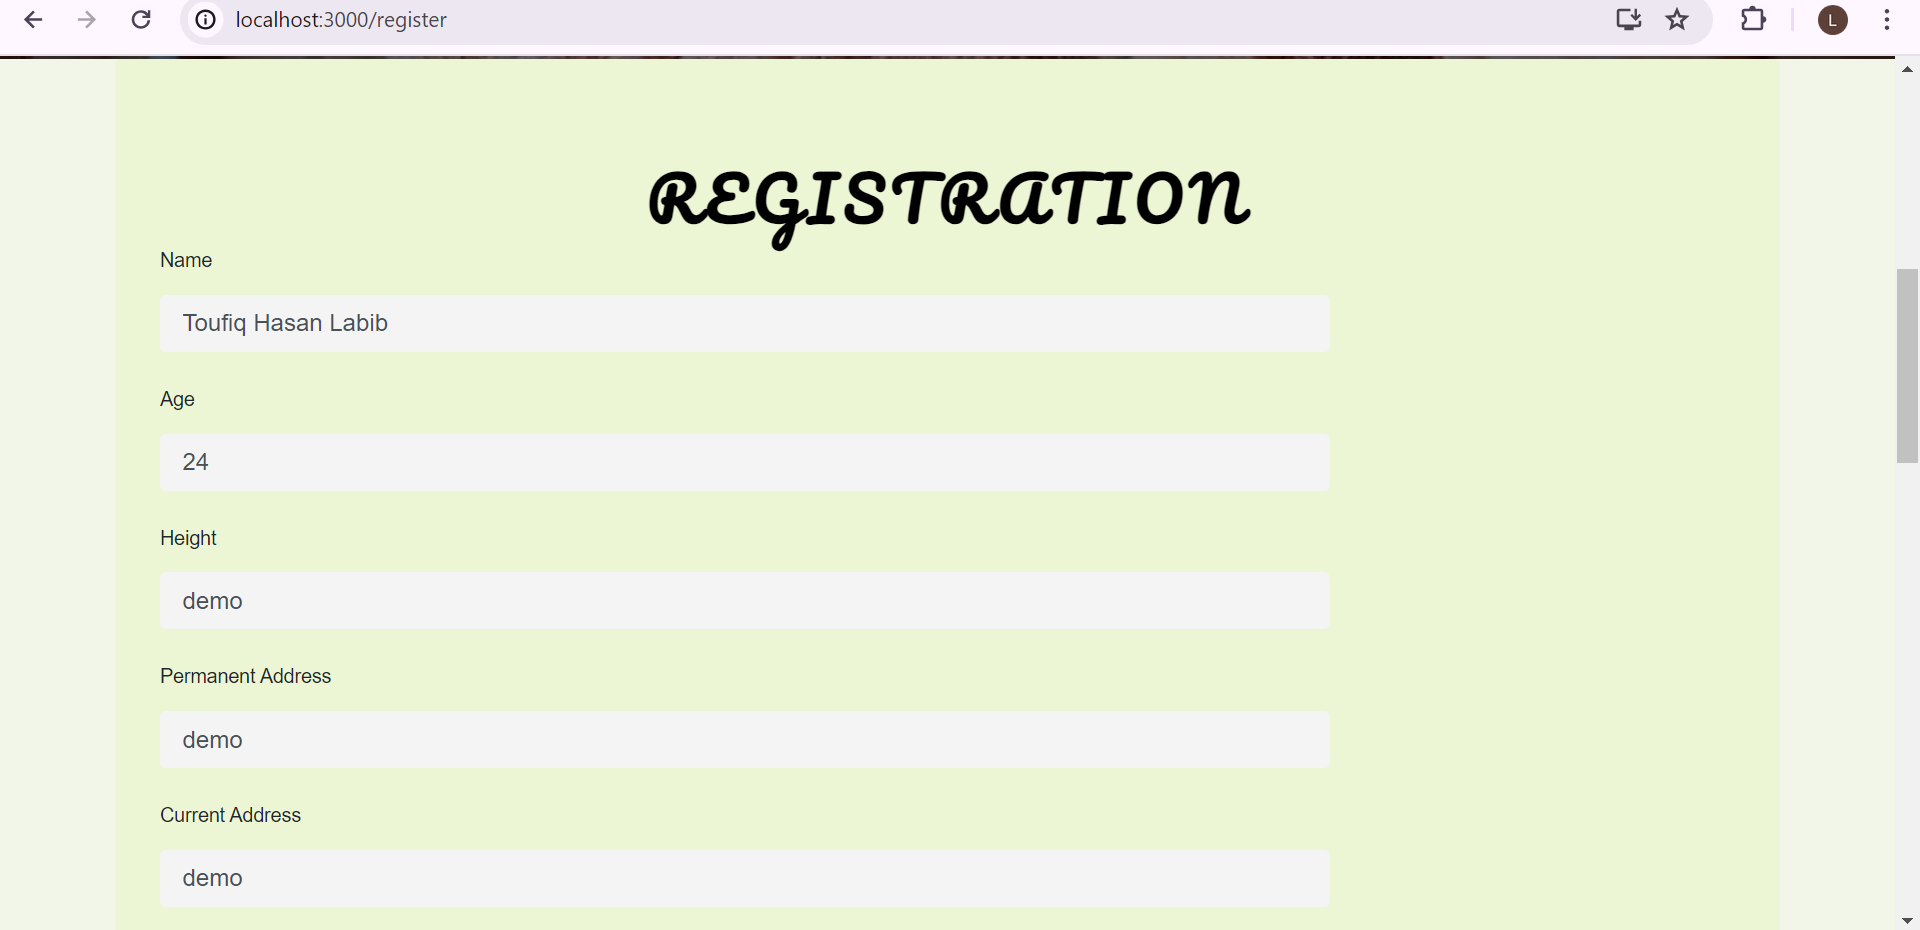 localhost:3000/register
L
REGISTRATION
Name
Toufiq Hasan Labib
Age
24
Height
demo
Permanent Address
demo
Current Address
demo